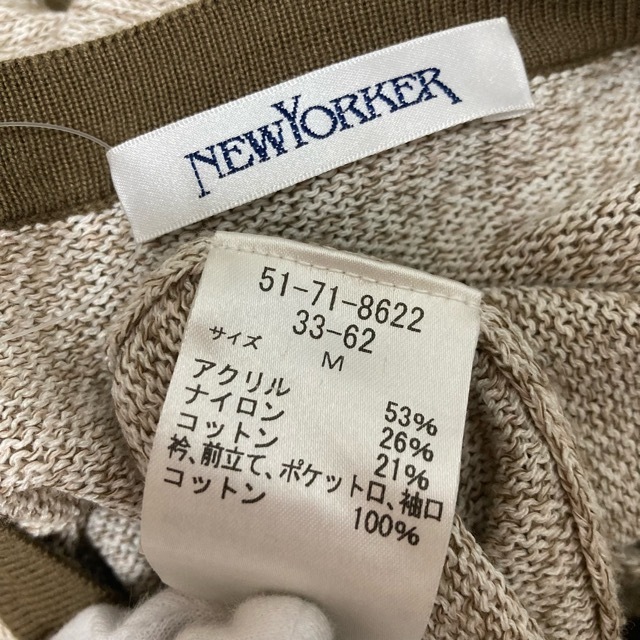 NEWYORKER
51-71-8622
33-62
サイズ M
アクリル 53%
ナイロン 26%
コットン 21%
衿、前立て、ポケット口、袖口
コットン 100%